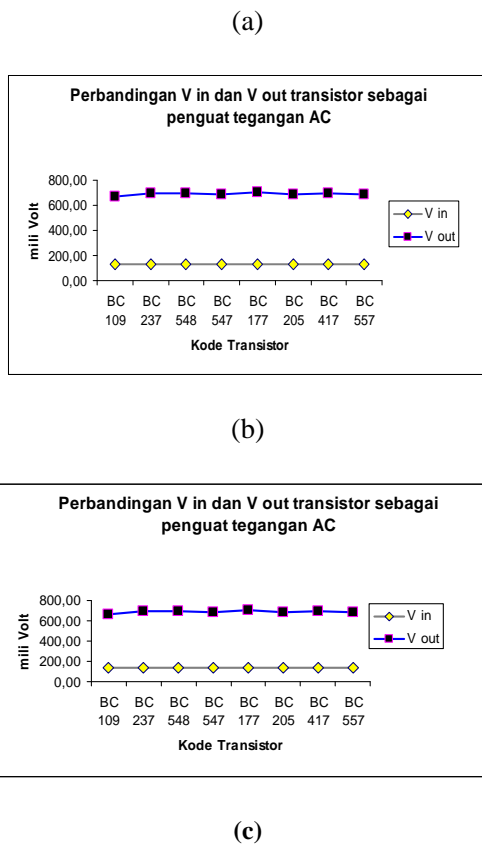 (a)
Perbandingan V in dan V out transistor sebagai
penguat tegangan AC
800,00
600,00
400,00
200,00
0,00
mili Volt
BC BC BC BC BC BC BC BC
109 237 548 547 177 205 417 557
Kode Transistor
V in
V out
(b)
Perbandingan V in dan V out transistor sebagai
penguat tegangan AC
800,00
600,00
400,00
200,00
0,00
mili Volt
BC BC BC BC BC BC BC BC
109 237 548 547 177 205 417 557
Kode Transistor
V in
V out
(c)